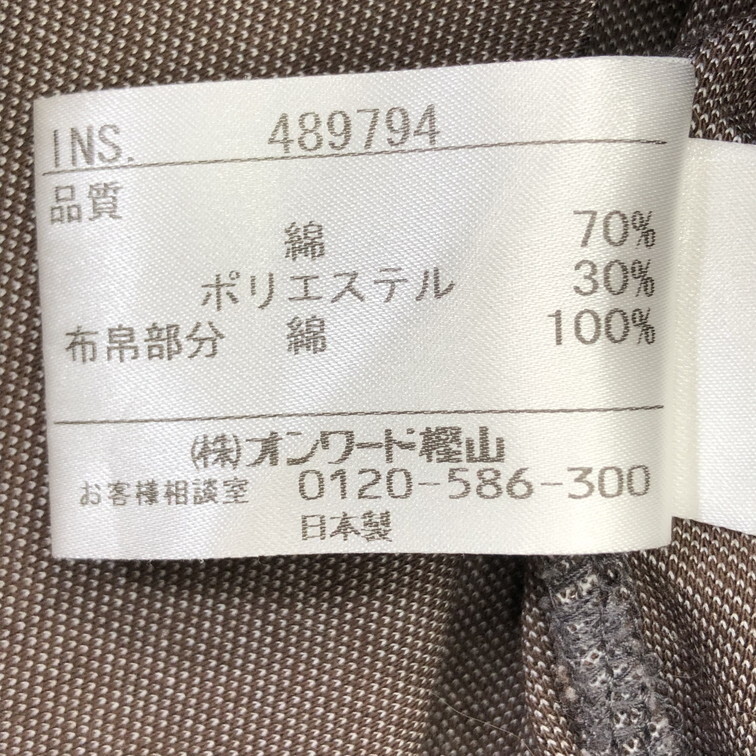 INS. 489794
品質
綿 70%
ポリエステル 30%
布帛部分 綿 100%
(株)オンワード樫山
お客様相談室 0120-586-300
日本製